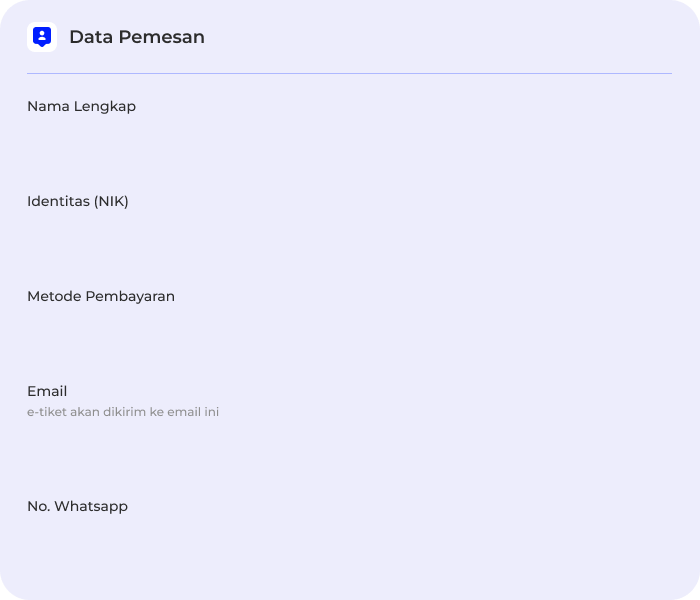 Data Pemesan
Nama Lengkap
Identitas (NIK)
Metode Pembayaran
Email
e-tiket akan dikirim ke email ini
No. Whatsapp